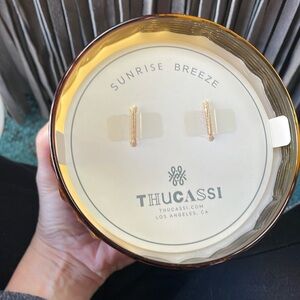 SUNRISE BREEZE
THUCASSI
THUCASSI.COM
LOS ANGELES, CA